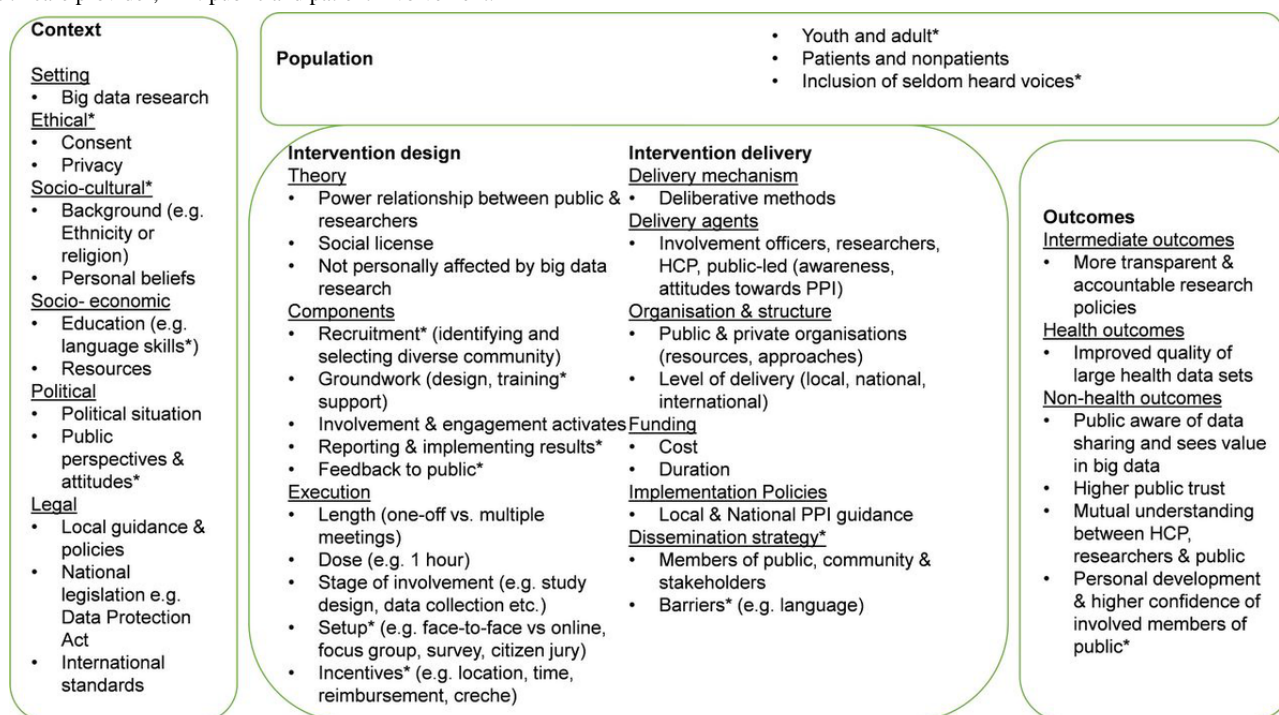 Context
Setting
• Big data research
Ethical*
• Consent
• Privacy
Socio-cultural*
• Background (e.g.
Ethnicity or
religion)
• Personal beliefs
Socio- economic
• Education (e.g.
language skills*)
• Resources
Political
• Political situation
• Public
perspectives &
attitudes*
Legal
• Local guidance &
policies
• National
legislation e.g.
Data Protection
Act
• International
standards
Population
• Youth and adult*
• Patients and nonpatients
• Inclusion of seldom heard voices*
Intervention design
Theory
• Power relationship between public &
researchers
• Social license
• Not personally affected by big data
research
Components
• Recruitment* (identifying and
selecting diverse community)
• Groundwork (design, training*
support)
• Involvement & engagement activates
• Reporting & implementing results*
• Feedback to public*
Execution
• Length (one-off vs. multiple
meetings)
• Dose (e.g. 1 hour)
• Stage of involvement (e.g. study
design, data collection etc.)
• Setup* (e.g. face-to-face vs online,
focus group, survey, citizen jury)
• Incentives* (e.g. location, time,
reimbursement, creche)
Intervention delivery
Delivery mechanism
• Deliberative methods
Delivery agents
• Involvement officers, researchers,
HCP, public-led (awareness,
attitudes towards PPI)
Organisation & structure
• Public & private organisations
(resources, approaches)
• Level of delivery (local, national,
international)
Funding
• Cost
• Duration
Implementation Policies
• Local & National PPI guidance
Dissemination strategy*
• Members of public, community &
stakeholders
• Barriers* (e.g. language)
Outcomes
Intermediate outcomes
• More transparent &
accountable research
policies
Health outcomes
• Improved quality of
large health data sets
Non-health outcomes
• Public aware of data
sharing and sees value
in big data
• Higher public trust
• Mutual understanding
between HCP,
researchers & public
• Personal development
& higher confidence of
involved members of
public*